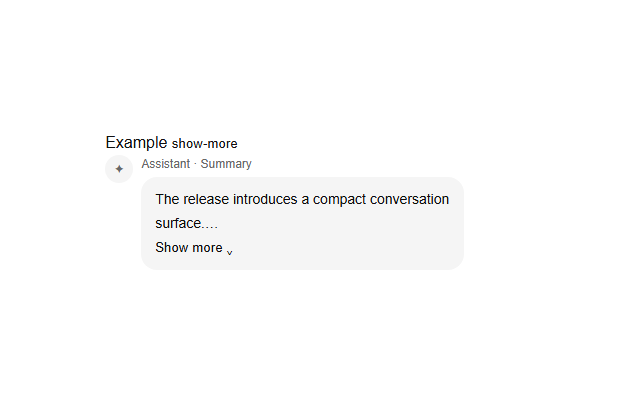 Example show-more
Assistant · Summary
The release introduces a compact conversation
surface.…
Show more ⌄